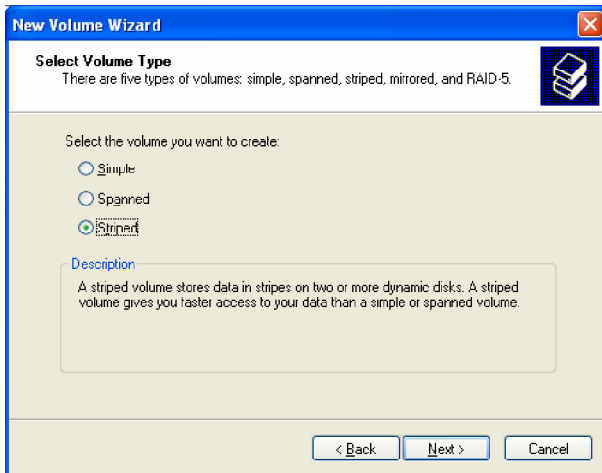 New Volume Wizard
Select Volume Type
There are five types of volumes: simple, spanned, striped, mirrored, and RAID-5.
Select the volume you want to create:
Simple
Spanned
Striped
Description
A striped volume stores data in stripes on two or more dynamic disks. A striped
volume gives you faster access to your data than a simple or spanned volume.
< Back Next > Cancel